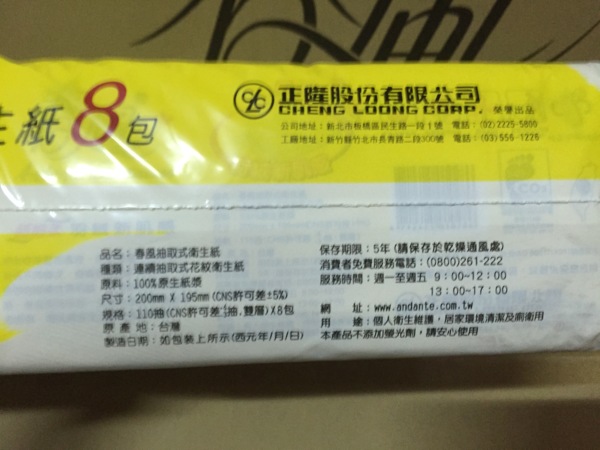 生紙8包
正隆股份有限公司
CHENG LOONG CORP. 榮譽出品
公司地址：新北市板橋區民生路一段1號 電話：(02)2225-5800
工廠地址：新竹縣竹北市長青路二段300號 電話：(03)556-1226
品名：春風抽取式衛生紙
種類：連續抽取式花紋衛生紙
原料：100%原生紙漿
尺寸：200mm X 195mm(CNS許可差±5%)
規格：110抽(CNS許可差 抽.雙層)X8包
原產地：台灣
製造日期：如包裝上所示(西元年/月/日)
保存期限：5年(請保存於乾燥通風處)
消費者免費服務電話：(0800)261-222
服務時間：週一至週五 9:00-12:00
13:00-17:00
網 址：www.andante.com.tw
用 途：個人衛生維護，居家環境清潔及廁衛用
本產品不添加螢光劑，請安心使用